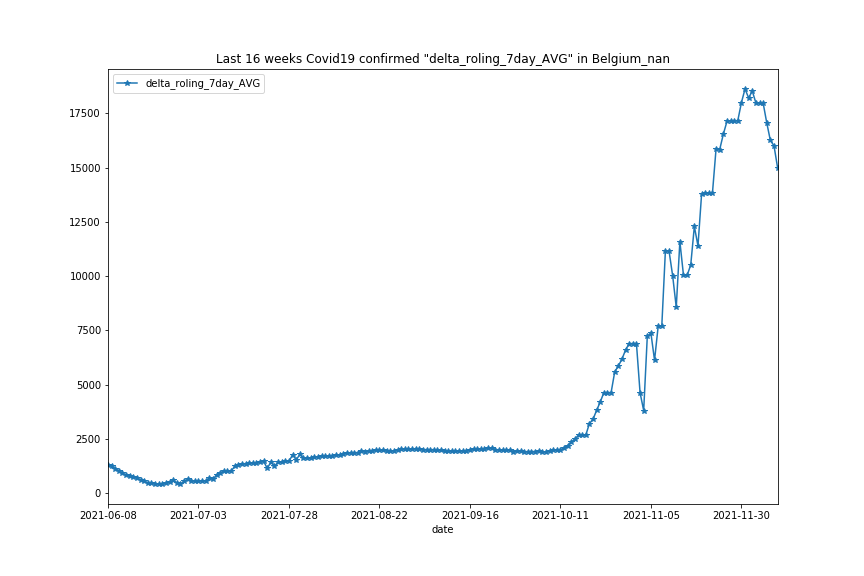 Last 16 weeks Covid19 confirmed "delta_roling_7day_AVG" in Belgium_nan
delta_roling_7day_AVG
17500
15000
12500
10000
7500
5000
2500
0
2021-06-08 2021-07-03 2021-07-28 2021-08-22 2021-09-16 2021-10-11 2021-11-05 2021-11-30
date